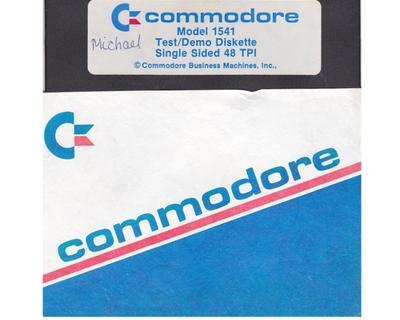 commodore
Model 1541
Michael Test/Demo Diskette
Single Sided 48 TPI
© Commodore Business Machines, Inc.,
commodore